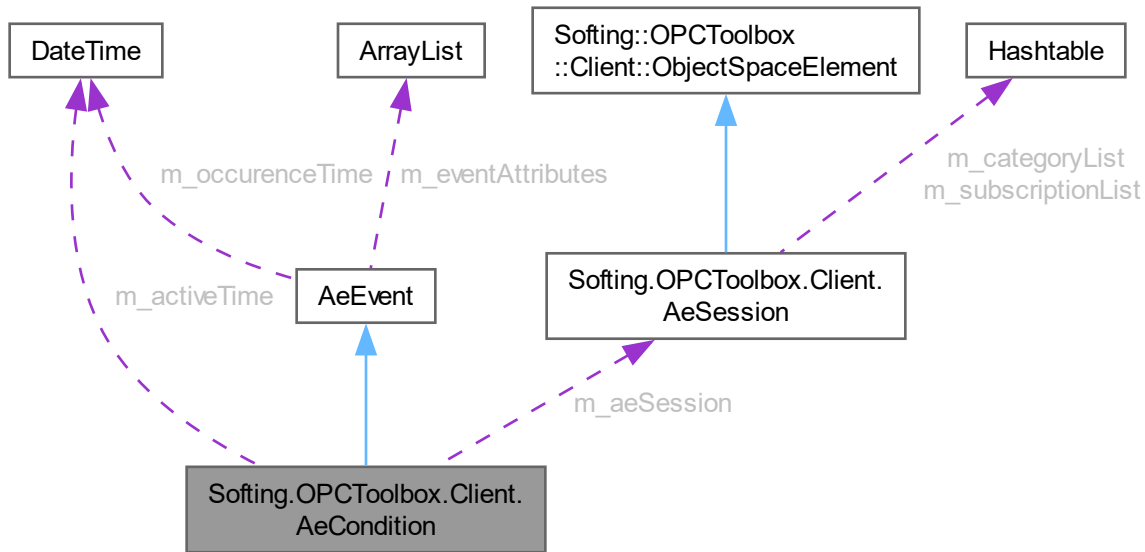 DateTime
ArrayList
Softing::OPCToolbox
::Client::ObjectSpaceElement
Hashtable
m_occurenceTime
m_eventAttributes
m_categoryList
m_subscriptionList
m_activeTime
AeEvent
Softing.OPCToolbox.Client.
AeSession
m_aeSession
Softing.OPCToolbox.Client.
AeCondition